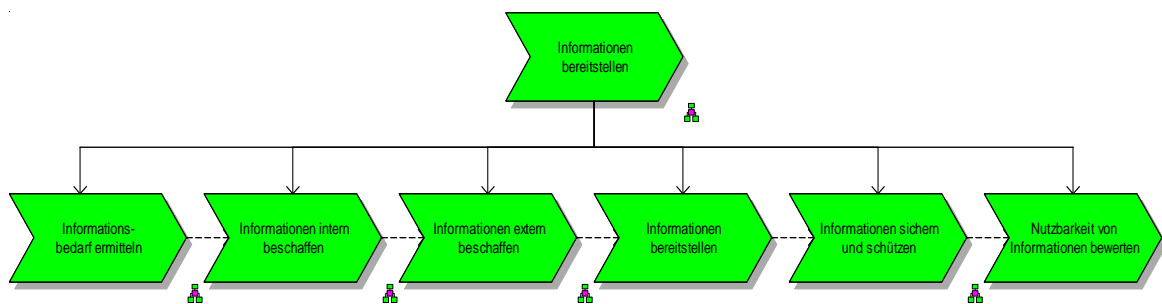 Informationen
bereitstellen
Informations-
bedarf ermitteln
Informationen intern
beschaffen
Informationen extern
beschaffen
Informationen
bereitstellen
Informationen sichern
und schützen
Nutzbarkeit von
Informationen bewerten